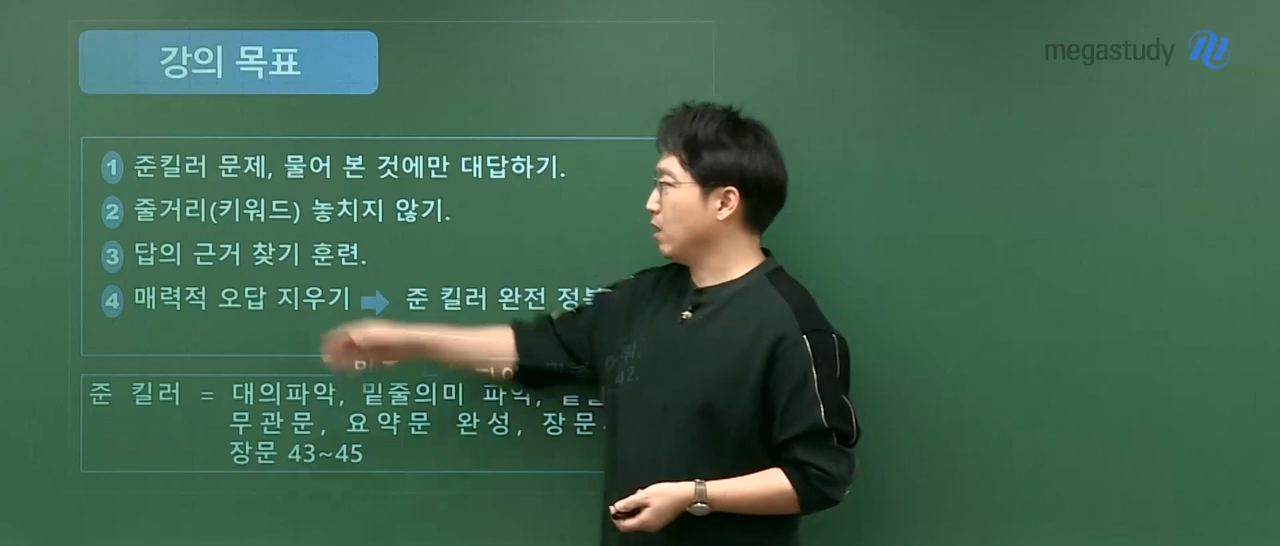 강의 목표
megastudy
1 준킬러 문제, 물어 본 것에만 대답하기.
2 줄거리(키워드) 놓치지 않기.
3 답의 근거 찾기 훈련.
4 매력적 오답 지우기 준 킬러 완전
준 킬러 = 대의파악, 밑줄의미 파악,
무관문, 요약문 완성, 장문
장문 43~45